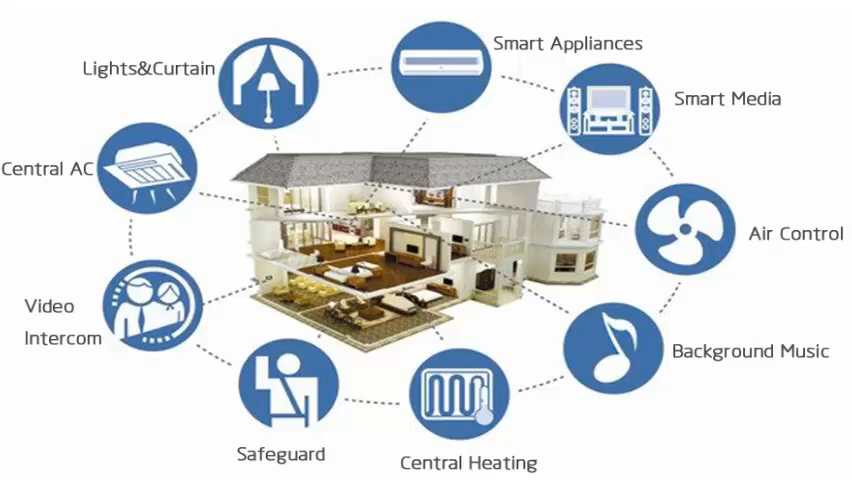 Smart Appliances
Lights&Curtain
Smart Media
Central AC
Air Control
Video
Intercom
Background Music
Safeguard
Central Heating